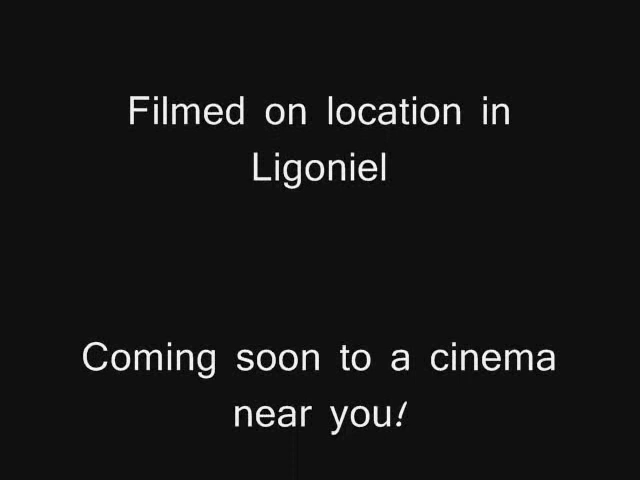 Filmed on location in
Ligoniel
Coming soon to a cinema
near you!